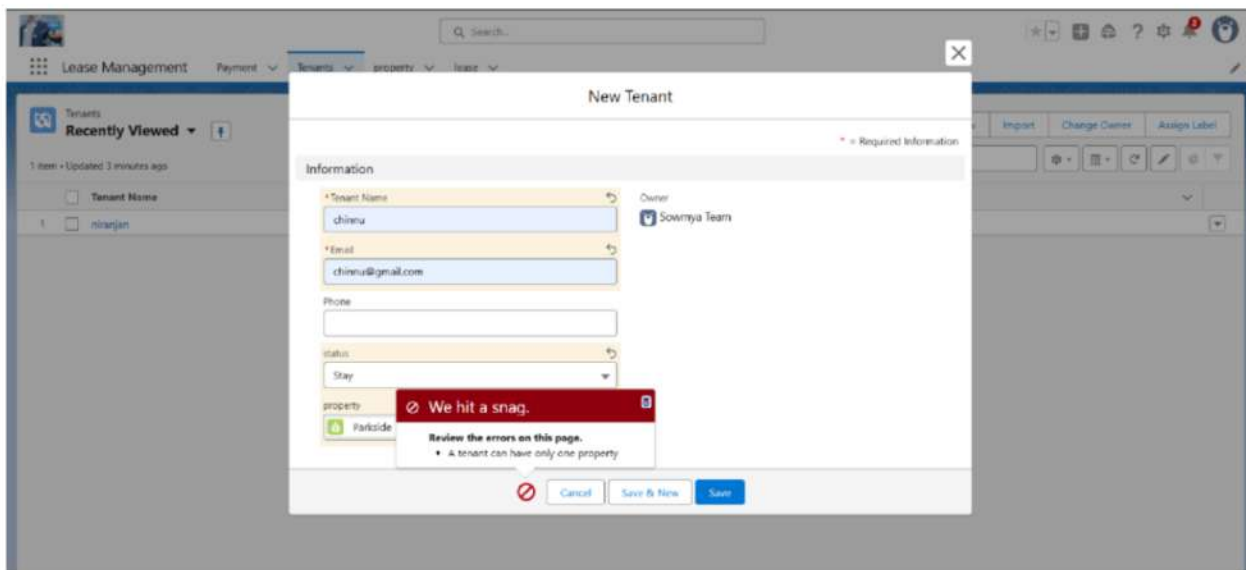 Search...
Lease Management Payment Tenants property lease
New Tenant
Tenants
Recently Viewed
Import Change Owner Assign Label
* = Required Information
1 item • Updated 3 minutes ago
Information
Tenant Name
1 niranjan
*Tenant Name
chinnu
Owner
Sowmya Team
*Email
chinnu@gmail.com
Phone
status
Stay
property
Parkside
We hit a snag.
Review the errors on this page.
• A tenant can have only one property
Cancel Save & New Save